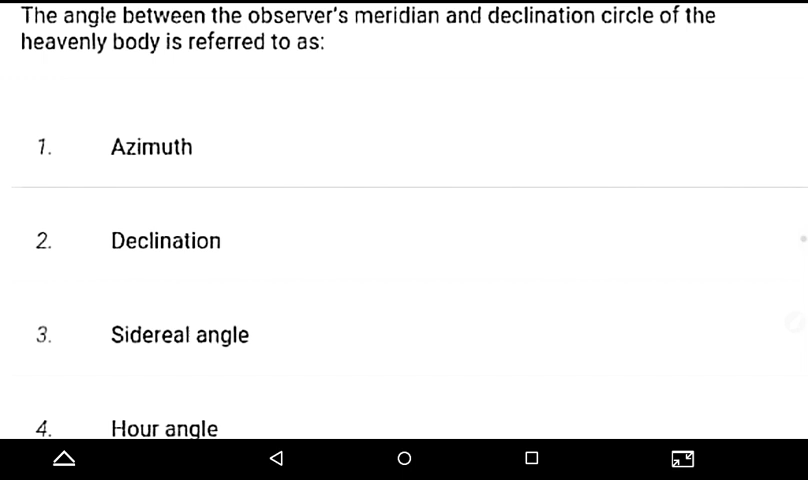 The angle between the observer's meridian and declination circle of the
heavenly body is referred to as:
1. Azimuth
2. Declination
3. Sidereal angle
4. Hour angle